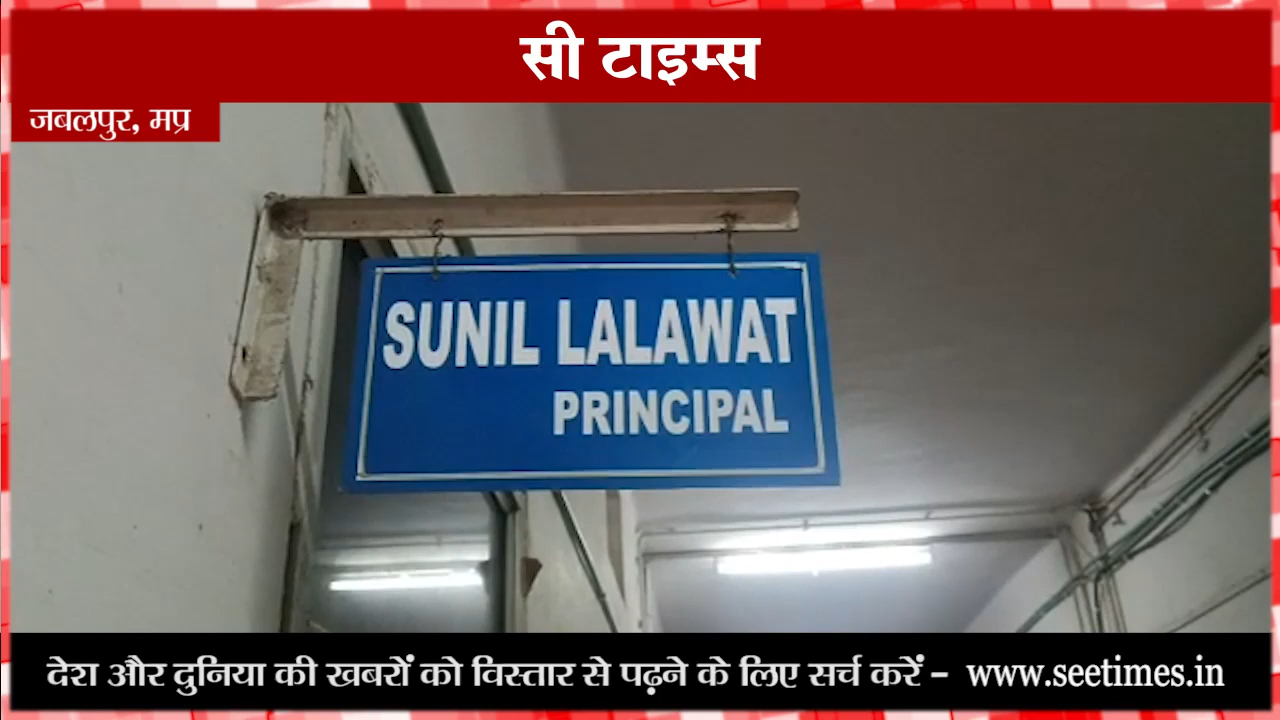 सी टाइम्स
जबलपुर, मप्र
SUNIL LALAWAT
PRINCIPAL
देश और दुनिया की खबरों को विस्तार से पढ़ने के लिए सर्च करें – www.seetimes.in